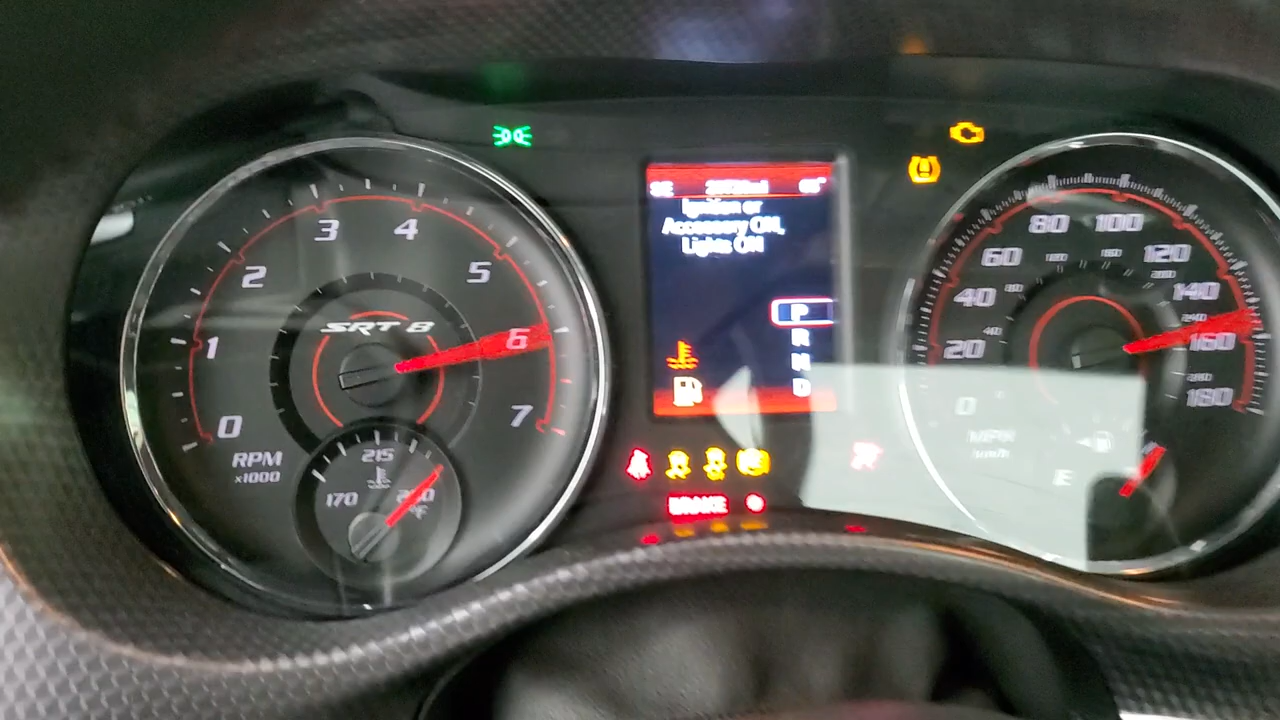 3
4
2
5
SRT 8
6
1
0
7
RPM
x1000
215
170
°F
Ignition or
Accessory ON,
Lights ON
P
R
N
D
BRAKE
80
100
60
120
40
140
20
160
180
0
MPH
km/h
E